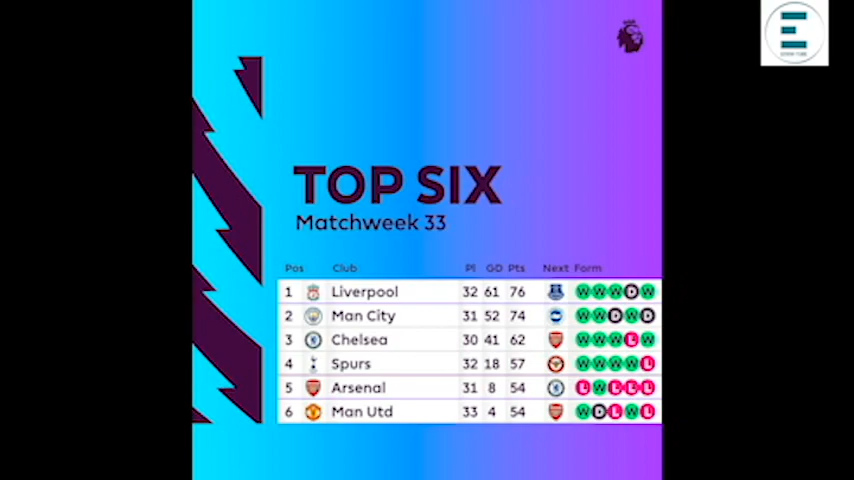 E
TOP SIX
Matchweek 33
Pos Club Pl GD Pts Next Form
1 Liverpool 32 61 76 W W W D W
2 Man City 31 52 74 W W D W D
3 Chelsea 30 41 62 W W W L W
4 Spurs 32 18 57 W W W W L
5 Arsenal 31 8 54 L W L L L
6 Man Utd 33 4 54 W D L W L